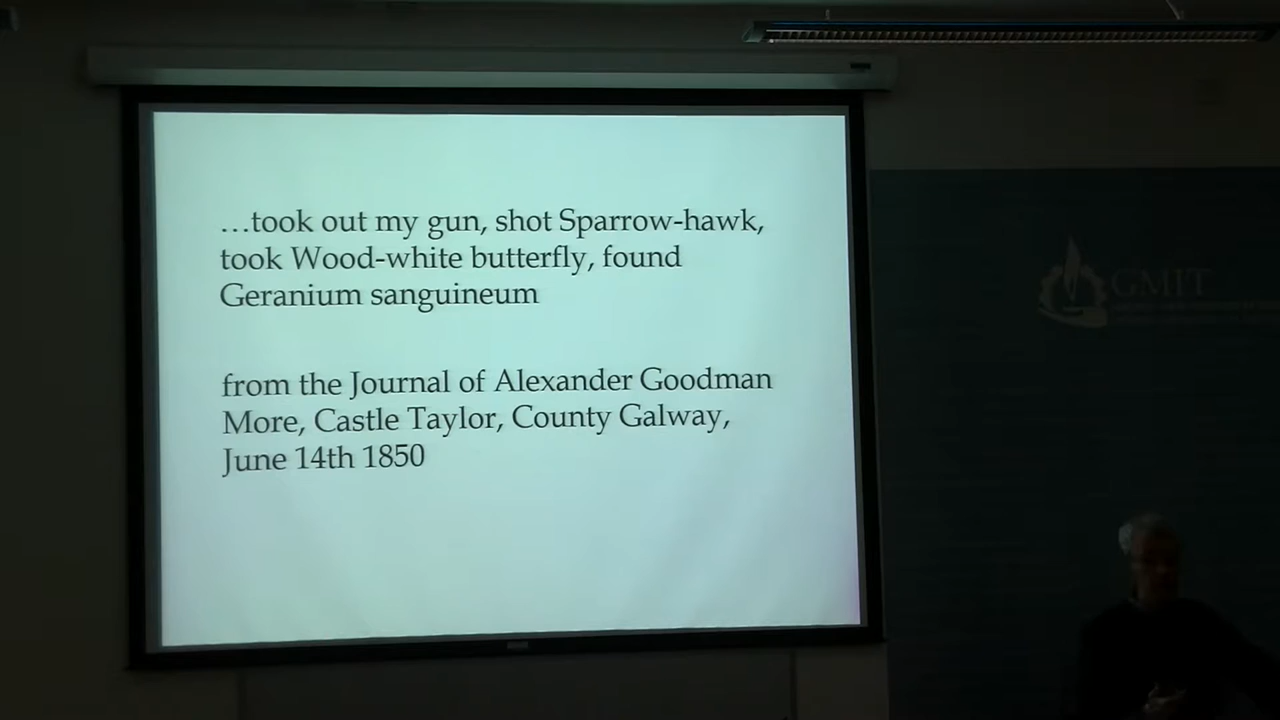 …took out my gun, shot Sparrow-hawk,
took Wood-white butterfly, found
Geranium sanguineum
from the Journal of Alexander Goodman
More, Castle Taylor, County Galway,
June 14th 1850
GMIT